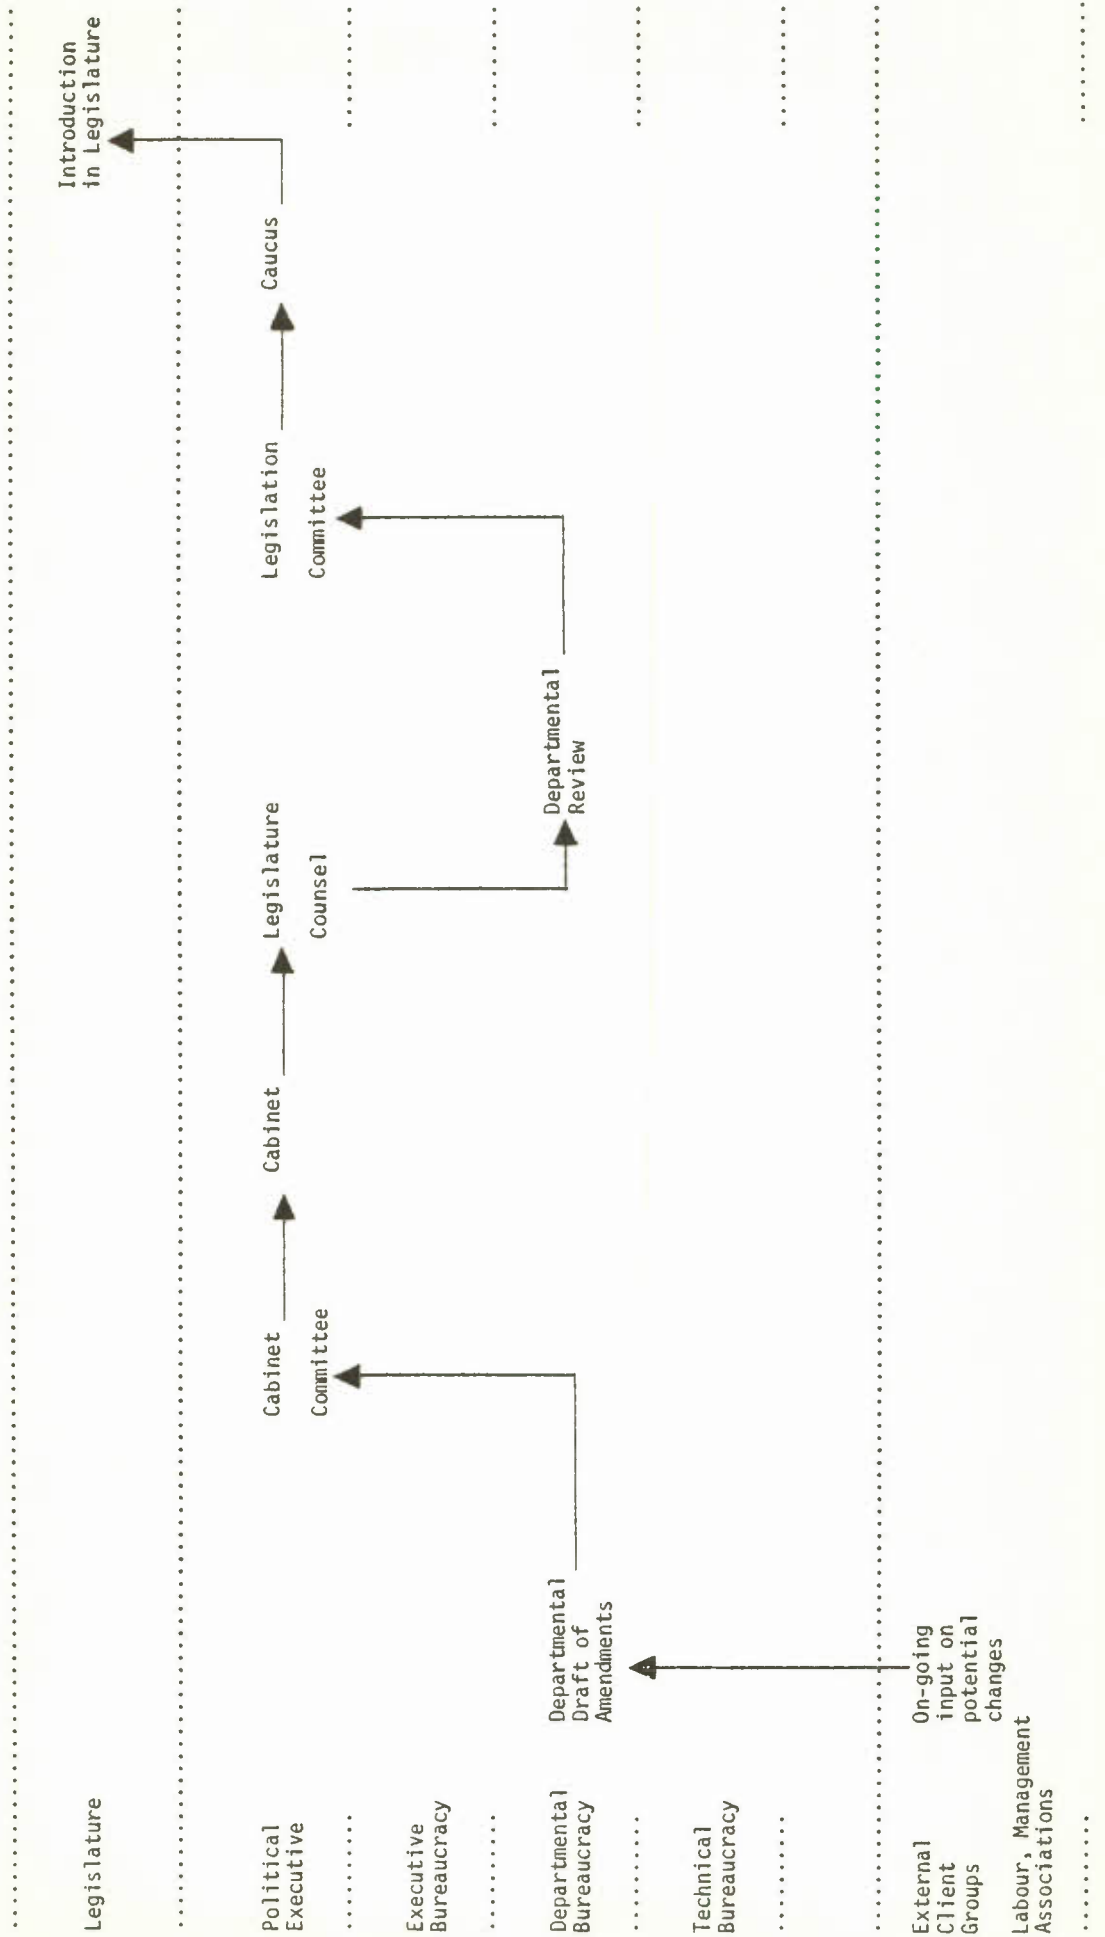 Legislature
Introduction
in Legislature
Political
Executive
Cabinet
Committee
Cabinet
Legislature
Counsel
Legislation
Committee
Caucus
Executive
Bureaucracy
Departmental
Bureaucracy
Departmental
Draft of
Amendments
Departmental
Review
Technical
Bureaucracy
External
Client
Groups
On-going
input on
potential
changes
Labour, Management
Associations